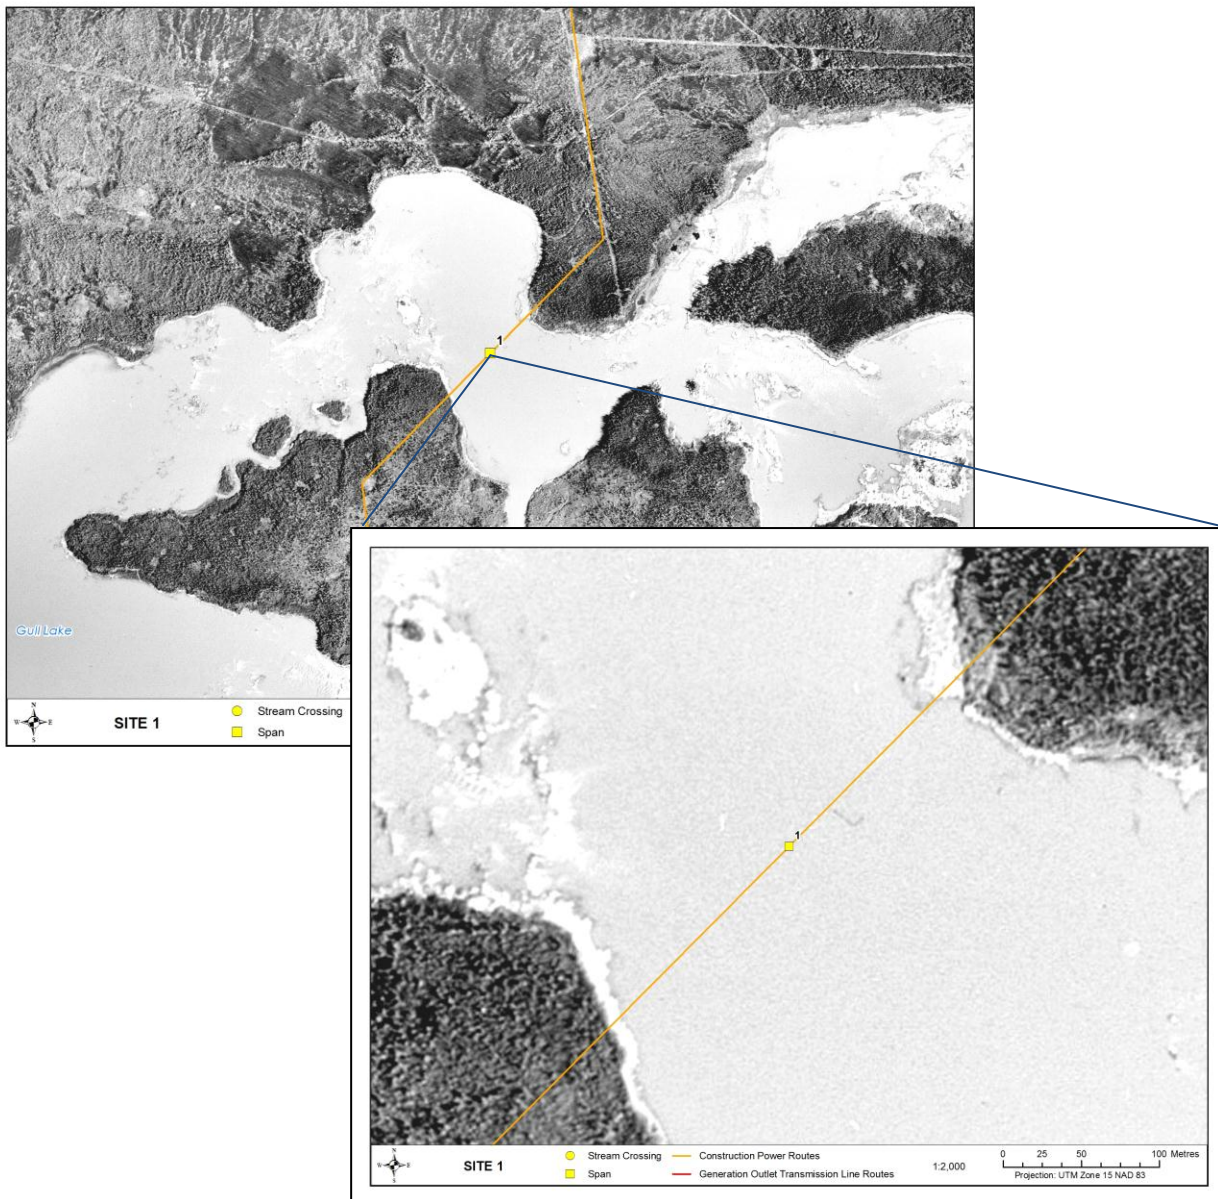 1
Gull Lake
N
W E
S
SITE 1
Stream Crossing
Span
1
N
W E
S
SITE 1
Stream Crossing
Span
Construction Power Routes
Generation Outlet Transmission Line Routes
1:2,000
0 25 50 100 Metres
Projection: UTM Zone 15 NAD 83